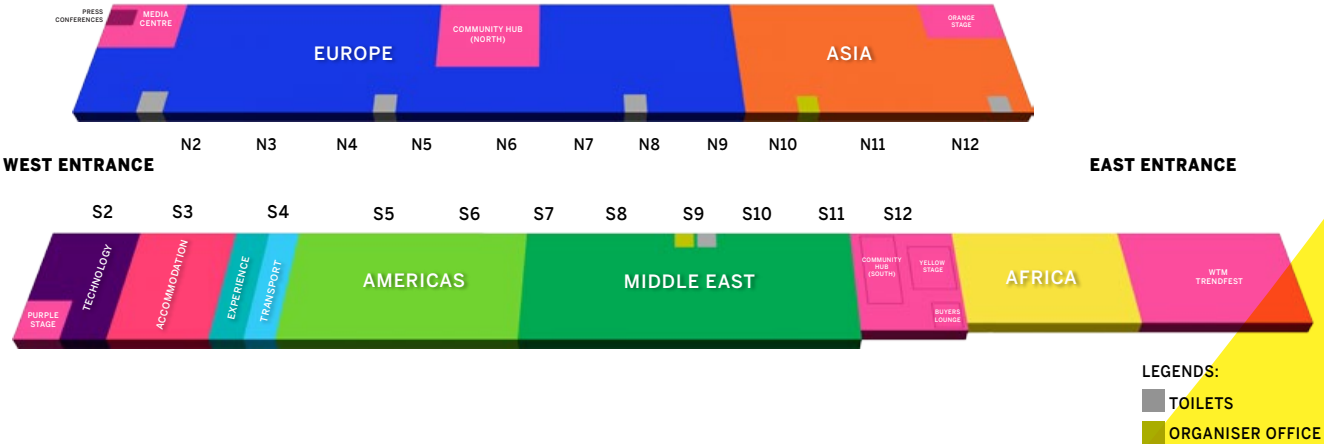 PRESS
CONFERENCES
MEDIA
CENTRE
EUROPE
COMMUNITY HUB
(NORTH)
ASIA
ORANGE
STAGE
N2 N3 N4 N5 N6 N7 N8 N9 N10 N11 N12
WEST ENTRANCE
EAST ENTRANCE
S2 S3 S4 S5 S6 S7 S8 S9 S10 S11 S12
PURPLE
STAGE
TECHNOLOGY
ACCOMMODATION
EXPERIENCE
TRANSPORT
AMERICAS
MIDDLE EAST
COMMUNITY
HUB
(SOUTH)
YELLOW
STAGE
BUYERS
LOUNGE
AFRICA
WTM
TRENDFEST
LEGENDS:
TOILETS
ORGANISER OFFICE